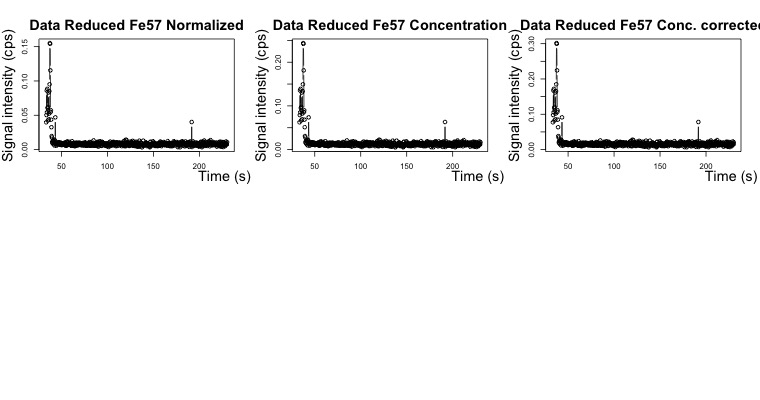 Data Reduced Fe57 Normalized
Signal intensity (cps)
0.00 0.05 0.10 0.15
50 100 150 200
Time (s)
Data Reduced Fe57 Concentration
Signal intensity (cps)
0.00 0.10 0.20
50 100 150 200
Time (s)
Data Reduced Fe57 Conc. corrected
Signal intensity (cps)
0.00 0.10 0.20 0.30
50 100 150 200
Time (s)